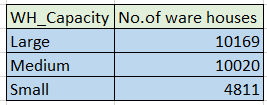 WH_Capacity No.of ware houses
Large 10169
Medium 10020
Small 4811